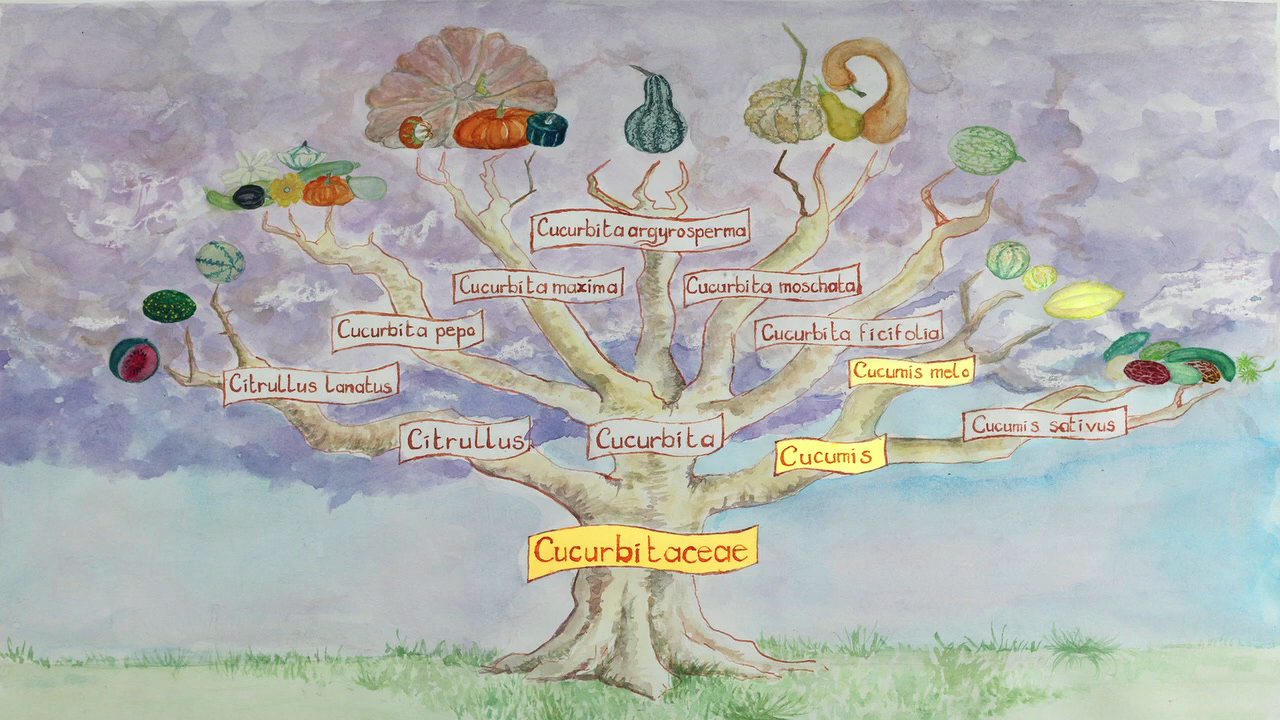 Cucurbita argyrosperma
Cucurbita maxima
Cucurbita moschata
Cucurbita pepo
Cucurbita ficifolia
Citrullus lanatus
Cucumis melo
Cucumis sativus
Citrullus
Cucurbita
Cucumis
Cucurbitaceae